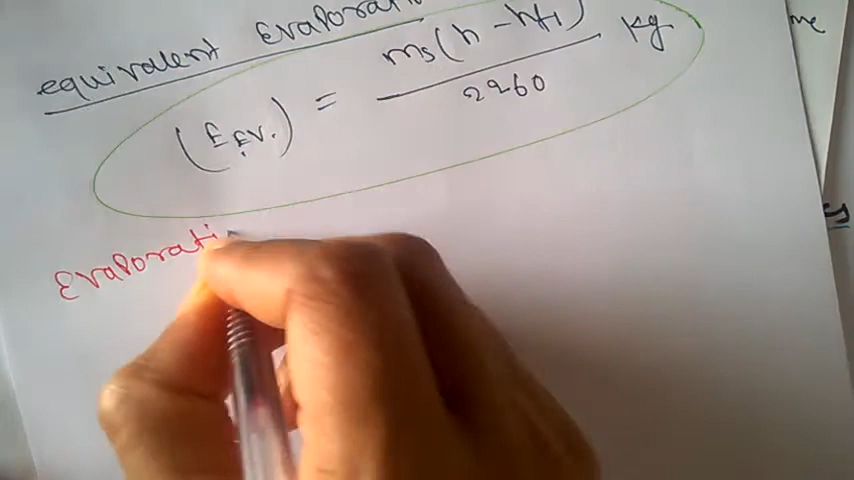 equivalent Evaporati
(E Ev.) = ms(h - hf1) / 2260 Kg
Evaporati